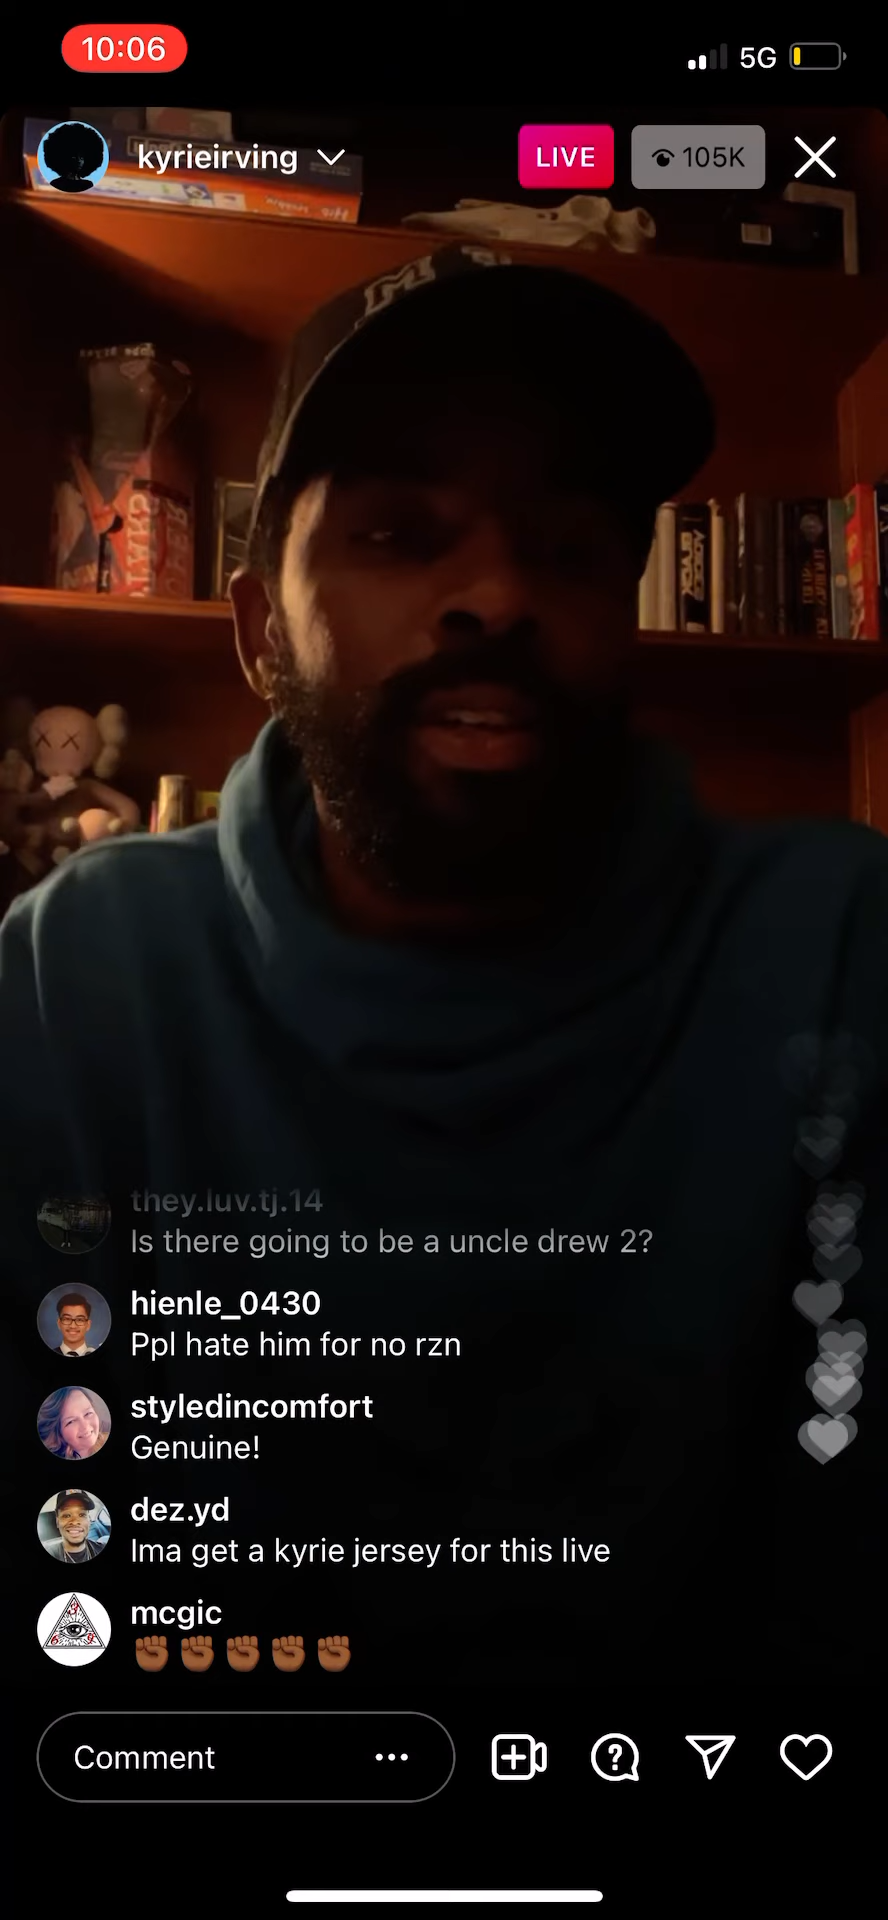 10:06
5G
kyrieirving
LIVE
105K
M
they.luv.tj.14
Is there going to be a uncle drew 2?
hienle_0430
Ppl hate him for no rzn
styledincomfort
Genuine!
dez.yd
Ima get a kyrie jersey for this live
mcgic
✊🏾✊🏾✊🏾✊🏾✊🏾
Comment